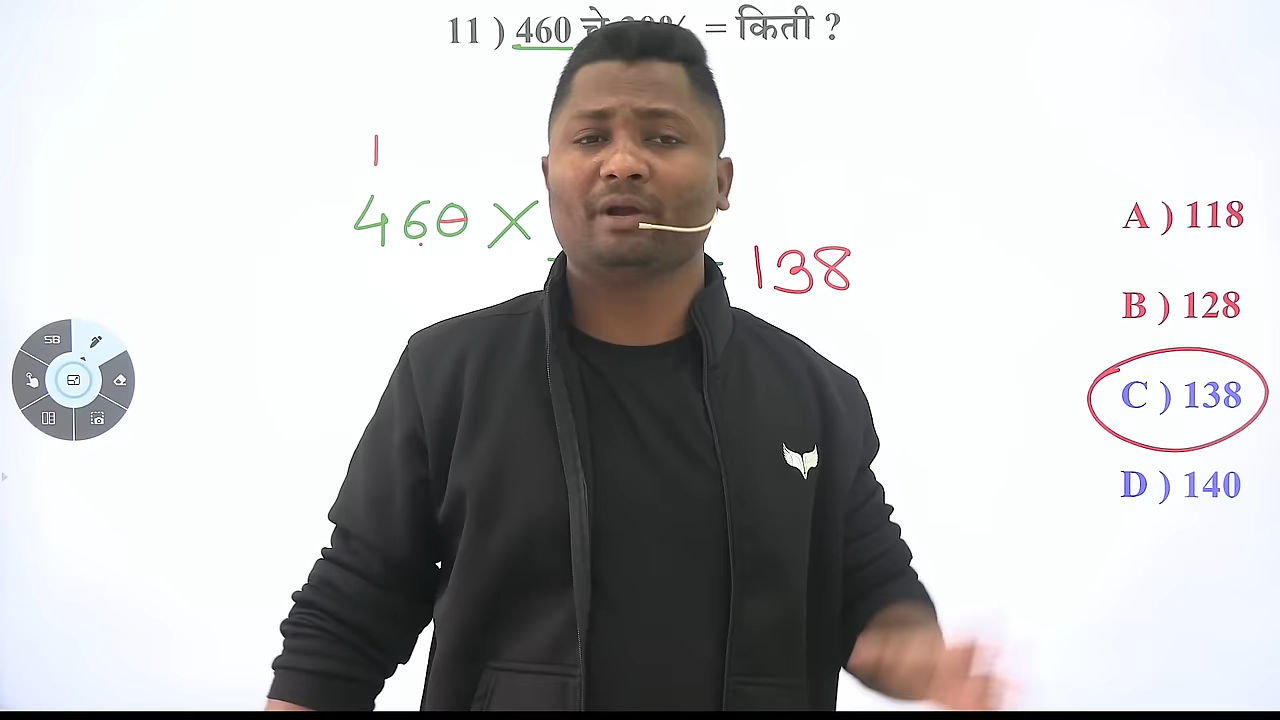 11 ) 460 चे = किती ?
1
460 ×
= 138
A ) 118
B ) 128
C ) 138
D ) 140
SB